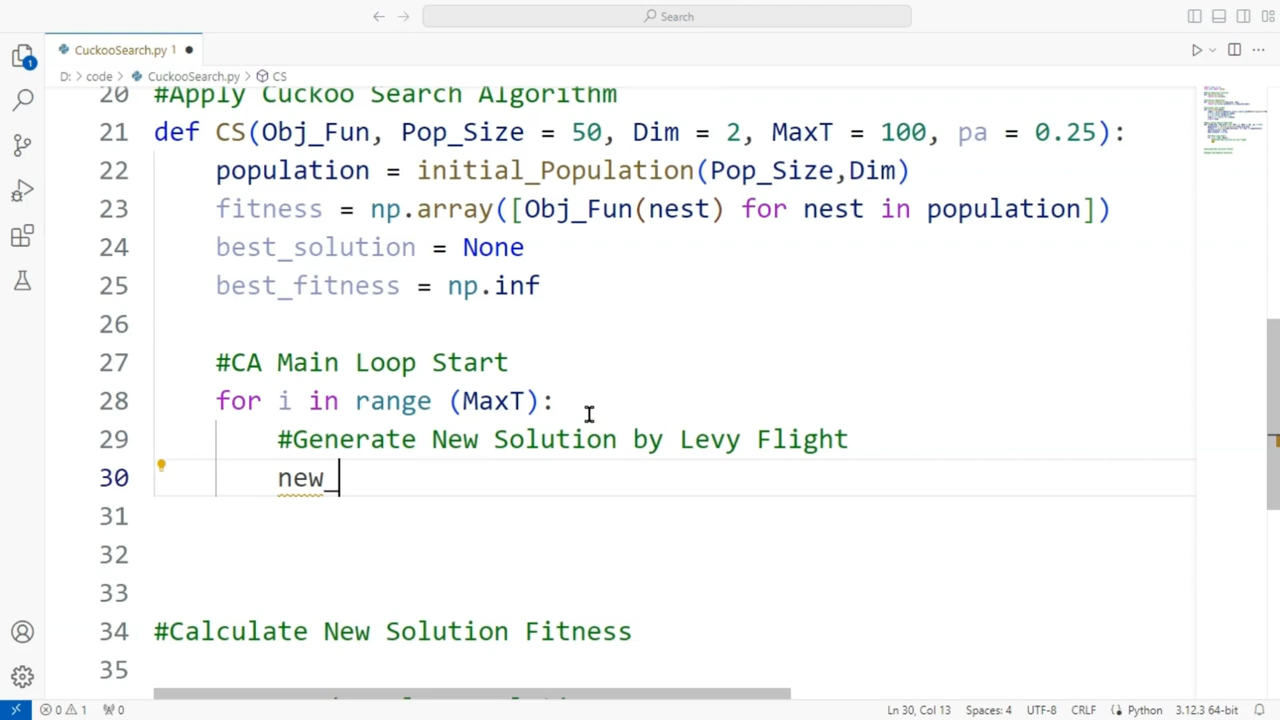 Search
CuckooSearch.py 1
D: > code > CuckooSearch.py > CS
20 #Apply Cuckoo Search Algorithm
21 def CS(Obj_Fun, Pop_Size = 50, Dim = 2, MaxT = 100, pa = 0.25):
22 population = initial_Population(Pop_Size,Dim)
23 fitness = np.array([Obj_Fun(nest) for nest in population])
24 best_solution = None
25 best_fitness = np.inf
26
27 #CA Main Loop Start
28 for i in range (MaxT):
29 #Generate New Solution by Levy Flight
30 new_
31
32
33
34 #Calculate New Solution Fitness
35
1
0 1 0 Ln 30, Col 13 Spaces: 4 UTF-8 CRLF Python 3.12.3 64-bit